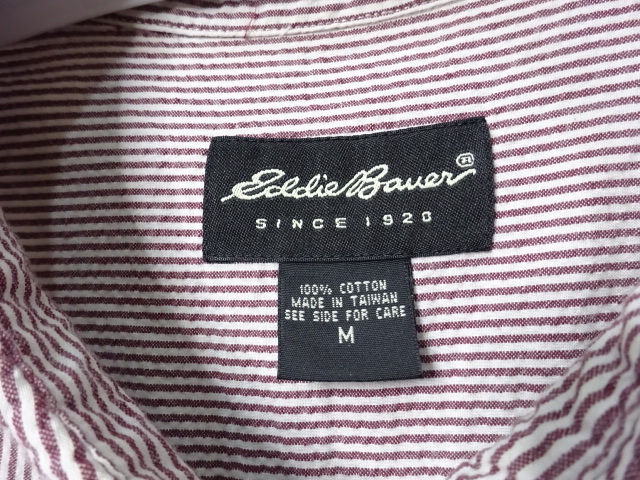 Eddie Bauer®
SINCE 1920
100% COTTON
MADE IN TAIWAN
SEE SIDE FOR CARE
M